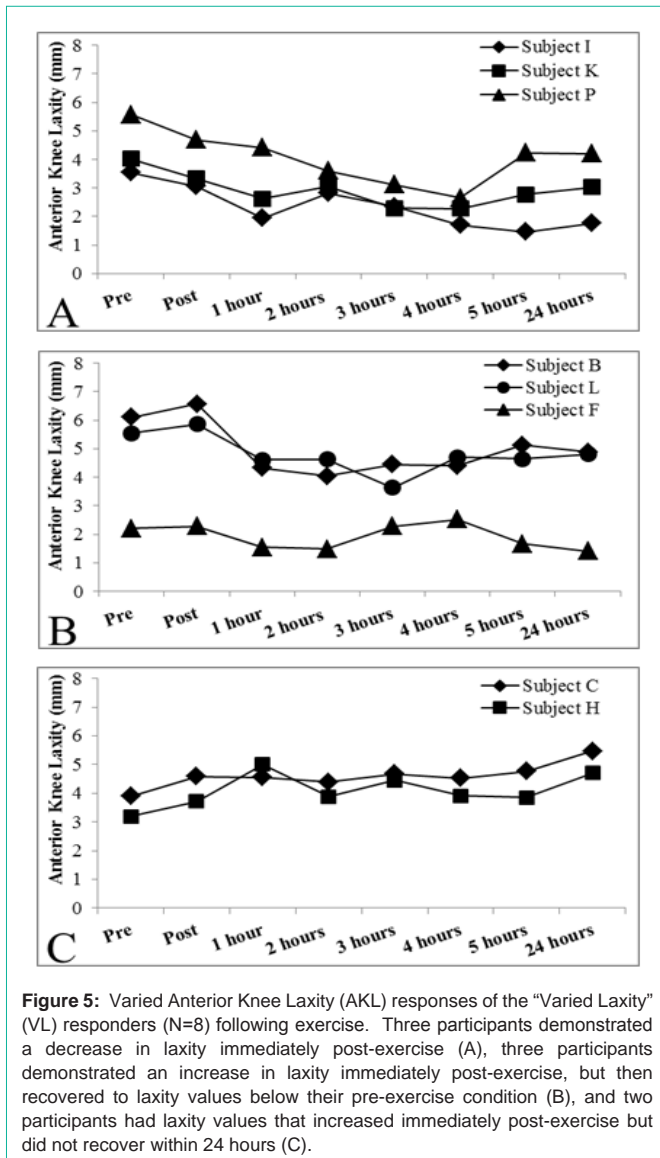 8
7
6
5
4
3
2
1
0
Anterior Knee Laxity (mm)
Subject I
Subject K
Subject P
Pre
Post
1 hour
2 hours
3 hours
4 hours
5 hours
24 hours
A
8
7
6
5
4
3
2
1
0
Anterior Knee Laxity (mm)
Subject B
Subject L
Subject F
Pre
Post
1 hour
2 hours
3 hours
4 hours
5 hours
24 hours
B
8
7
6
5
4
3
2
1
0
Anterior Knee Laxity (mm)
Subject C
Subject H
Pre
Post
1 hour
2 hours
3 hours
4 hours
5 hours
24 hours
C
Figure 5: Varied Anterior Knee Laxity (AKL) responses of the “Varied Laxity”
(VL) responders (N=8) following exercise. Three participants demonstrated
a decrease in laxity immediately post-exercise (A), three participants
demonstrated an increase in laxity immediately post-exercise, but then
recovered to laxity values below their pre-exercise condition (B), and two
participants had laxity values that increased immediately post-exercise but
did not recover within 24 hours (C).